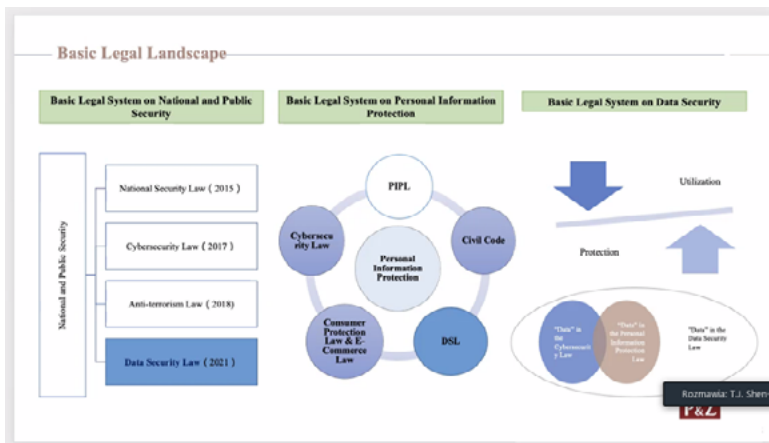 Basic Legal Landscape
Basic Legal System on National and Public
Security
National and Public Security
National Security Law ( 2015 )
Cybersecurity Law ( 2017 )
Anti-terrorism Law (2018)
Data Security Law ( 2021 )
Basic Legal System on Personal Information
Protection
PIPL
Cybersecu
rity Law
Civil Code
Personal
Information
Protection
Consumer
Protection
Law & E-
Commerce
Law
DSL
Basic Legal System on Data Security
Utilization
Protection
"Data" in
the
Cybersecurit
y Law
"Data" in
the Personal
Information
Protection
Law
"Data" in the
Data Security
Law
Rozmawia: T.J. Shen
P&Z